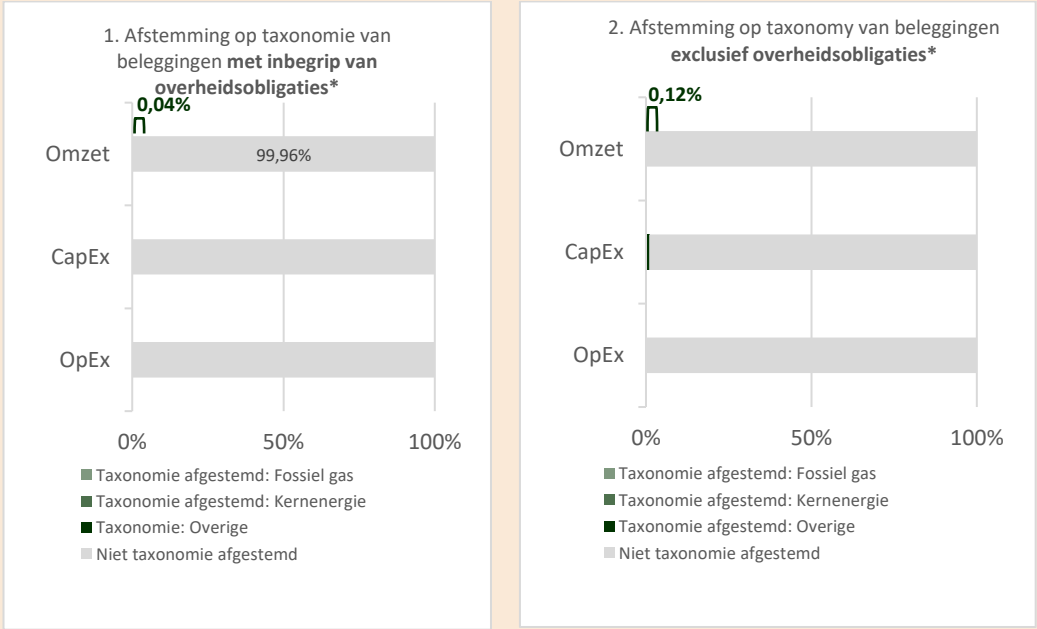 1. Afstemming op taxonomie van
beleggingen met inbegrip van
overheidsobligaties*
0,04%
Omzet
99,96%
CapEx
OpEx
0%
50%
100%
Taxonomie afgestemd: Fossiel gas
Taxonomie afgestemd: Kernenergie
Taxonomie: Overige
Niet taxonomie afgestemd
2. Afstemming op taxonomy van beleggingen
exclusief overheidsobligaties*
0,12%
Omzet
CapEx
OpEx
0%
50%
100%
Taxonomie afgestemd: Fossiel gas
Taxonomie afgestemd: Kernenergie
Taxonomie afgestemd: Overige
Niet taxonomie afgestemd